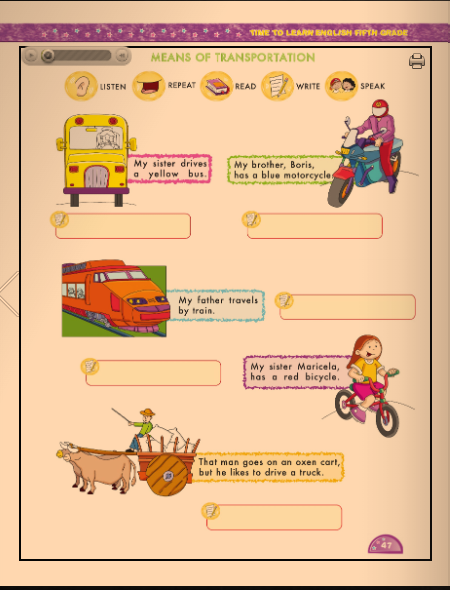 TIME TO LEARN ENGLISH FIFTH GRADE
MEANS OF TRANSPORTATION
LISTEN REPEAT READ WRITE SPEAK
My sister drives
a yellow bus.
My brother, Boris,
has a blue motorcycle.
My father travels
by train.
My sister Maricela,
has a red bicycle.
That man goes on an oxen cart,
but he likes to drive a truck.
47